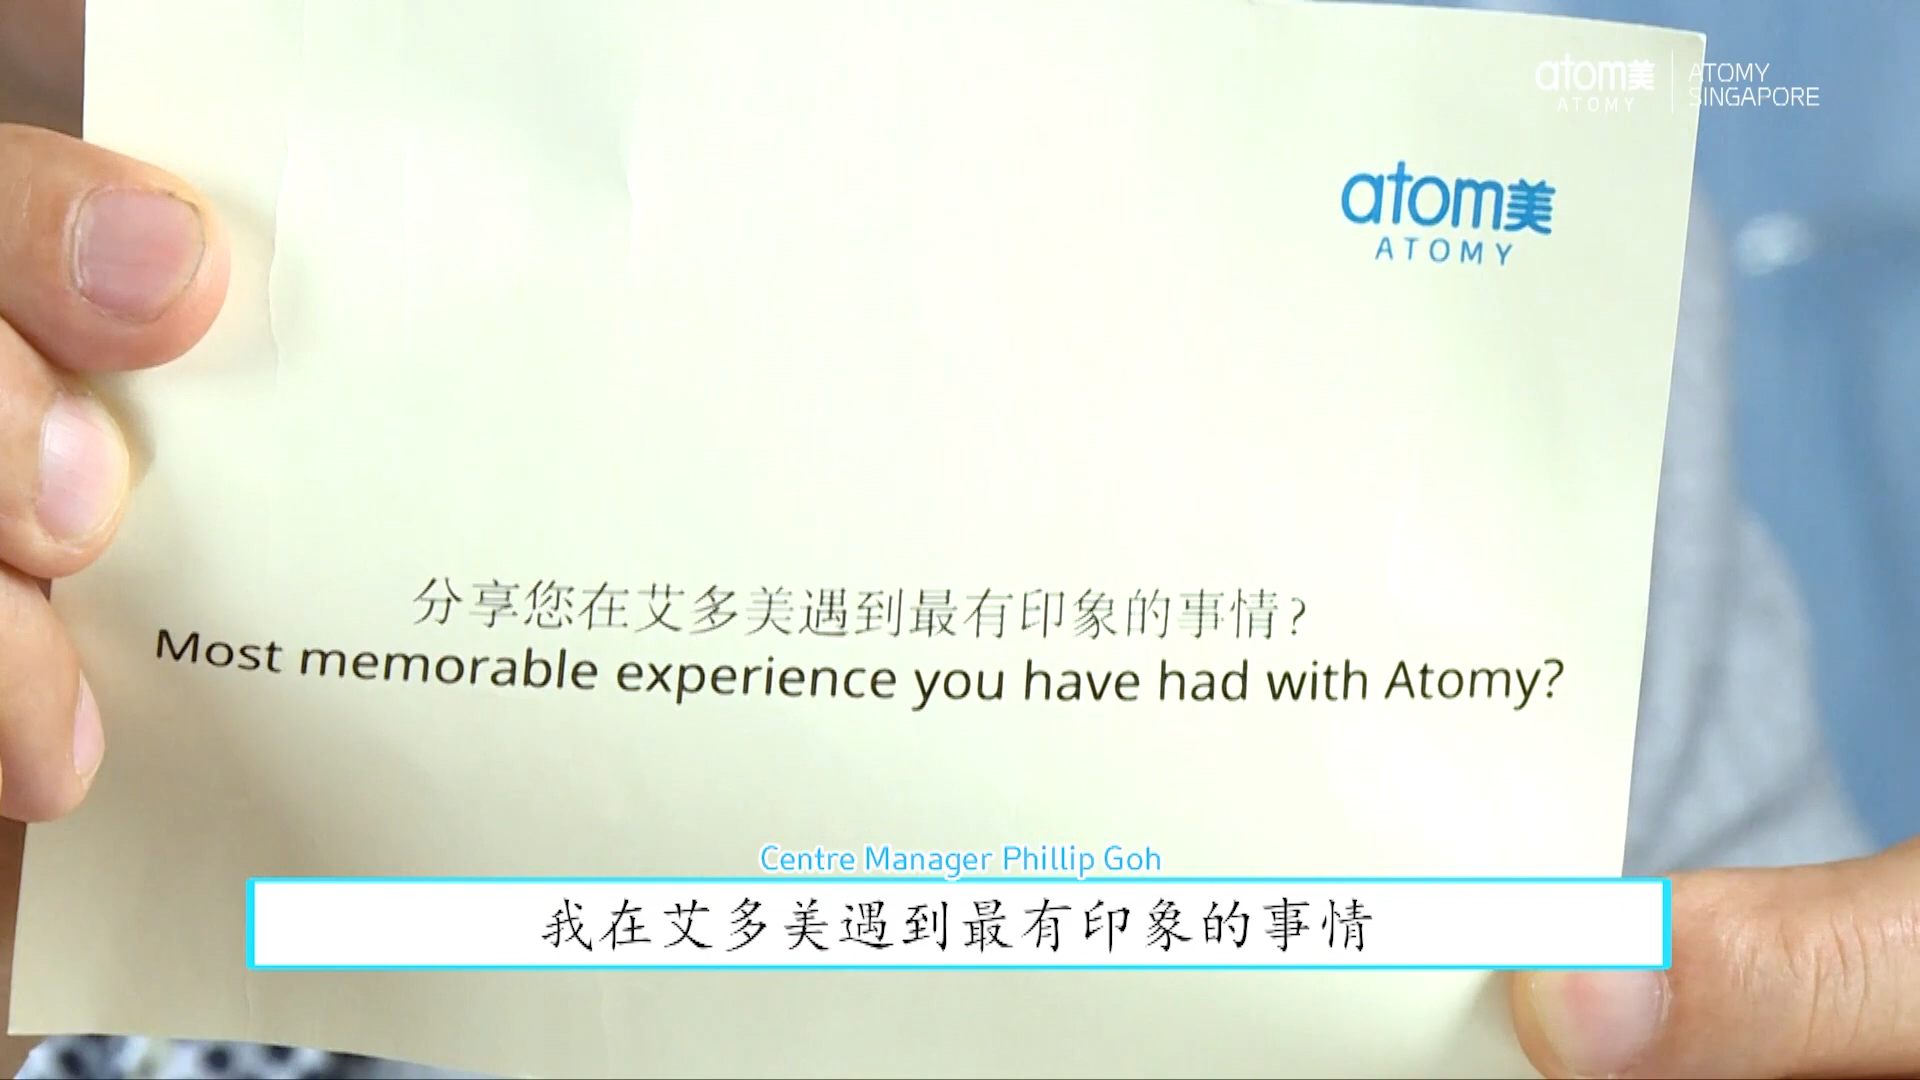 atom美
ATOMY
ATOMY
SINGAPORE
atom美
ATOMY
分享您在艾多美遇到最有印象的事情?
Most memorable experience you have had with Atomy?
Centre Manager Phillip Goh
我在艾多美遇到最有印象的事情